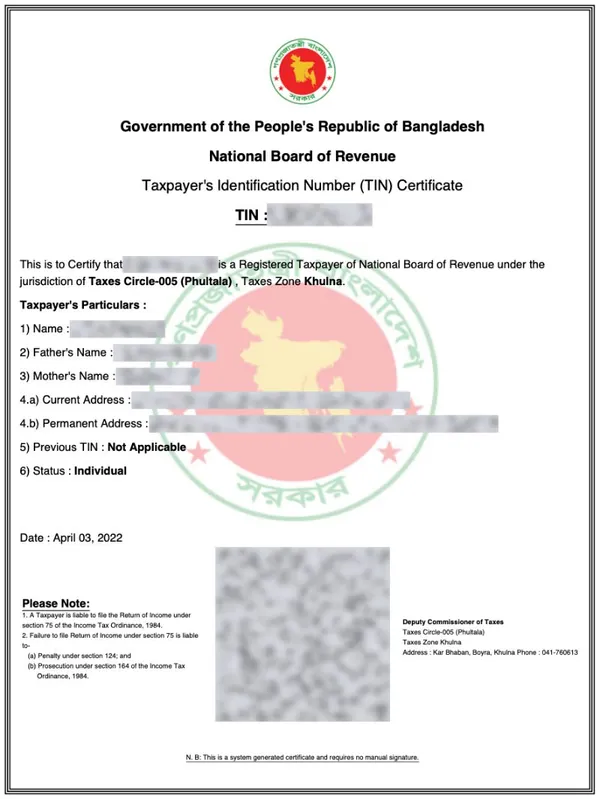 গণপ্রজাতন্ত্রী বাংলাদেশ
সরকার
Government of the People's Republic of Bangladesh
National Board of Revenue
Taxpayer's Identification Number (TIN) Certificate
TIN :
This is to Certify that is a Registered Taxpayer of National Board of Revenue under the
jurisdiction of Taxes Circle-005 (Phultala) , Taxes Zone Khulna.
Taxpayer's Particulars :
1) Name :
2) Father's Name :
3) Mother's Name :
4.a) Current Address :
4.b) Permanent Address :
5) Previous TIN : Not Applicable
6) Status : Individual
গণপ্রজাতন্ত্রী বাংলাদেশ
সরকার
Date : April 03, 2022
Please Note:
1. A Taxpayer is liable to file the Return of Income under
section 75 of the Income Tax Ordinance, 1984.
2. Failure to file Return of Income under section 75 is liable
to-
(a) Penalty under section 124; and
(b) Prosecution under section 164 of the Income Tax
Ordinance, 1984.
Deputy Commissioner of Taxes
Taxes Circle-005 (Phultala)
Taxes Zone Khulna
Address : Kar Bhaban, Boyra, Khulna Phone : 041-760613
N. B: This is a system generated certificate and requires no manual signature.